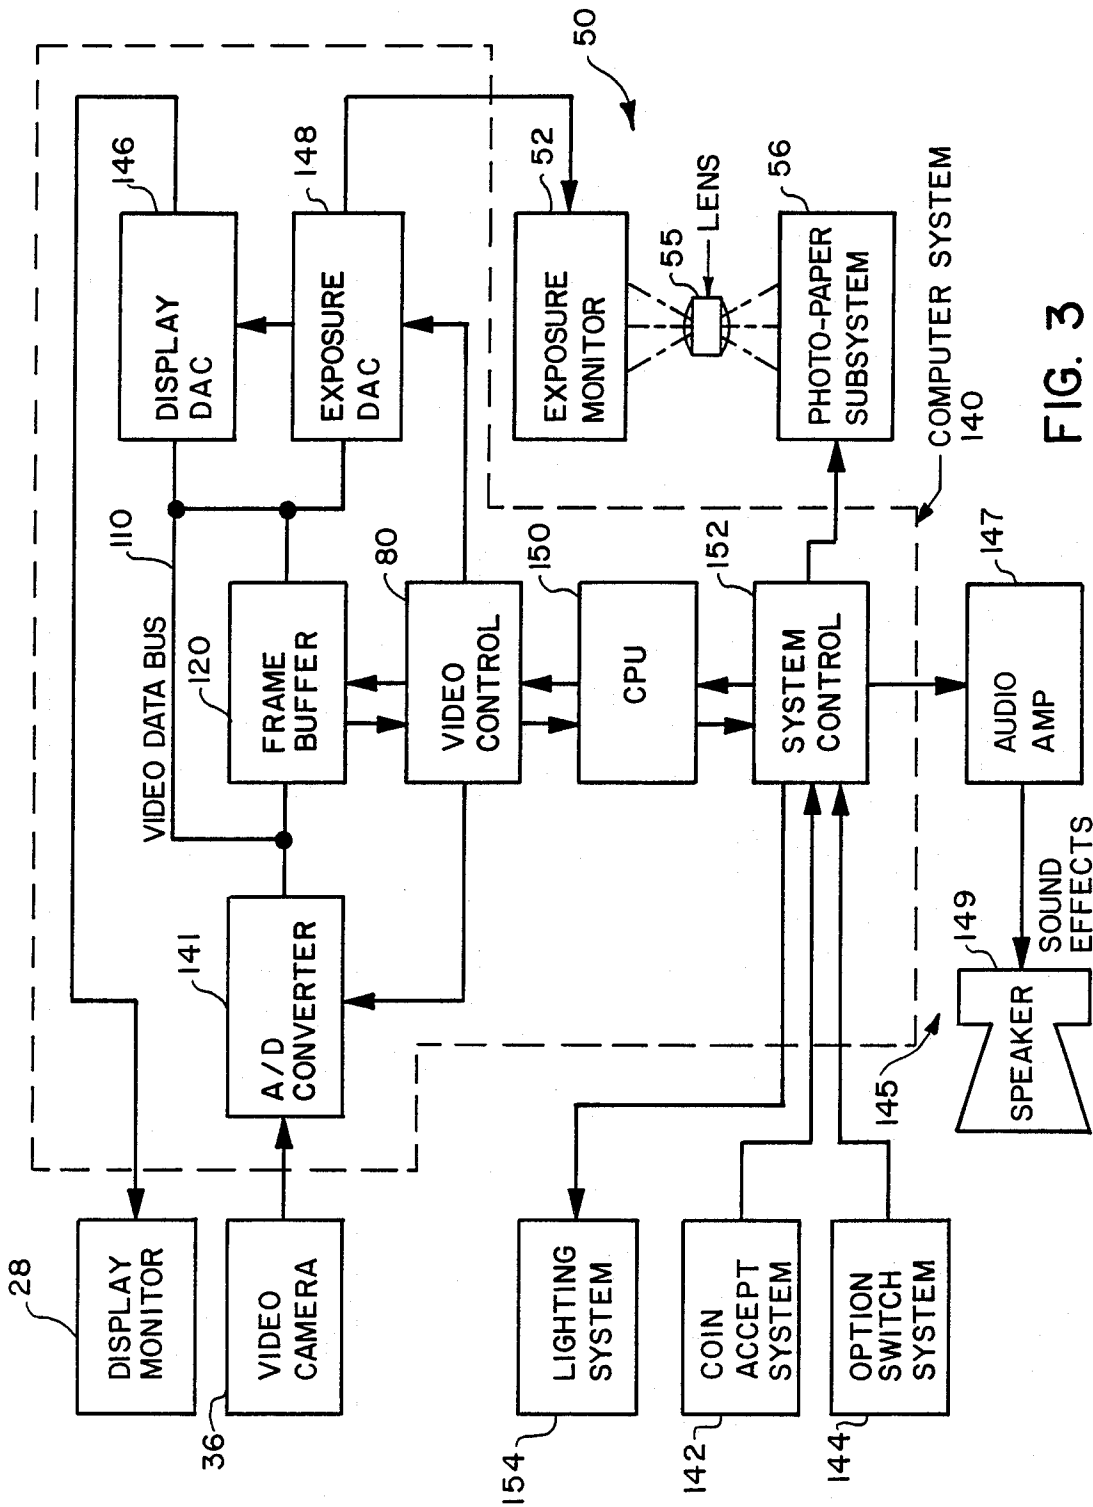 28
DISPLAY
MONITOR
36
VIDEO
CAMERA
154
LIGHTING
SYSTEM
142
COIN
ACCEPT
SYSTEM
144
OPTION
SWITCH
SYSTEM
141
A/D
CONVERTER
VIDEO DATA BUS
110
120
FRAME
BUFFER
80
VIDEO
CONTROL
150
CPU
152
SYSTEM
CONTROL
146
DISPLAY
DAC
148
EXPOSURE
DAC
52
EXPOSURE
MONITOR
50
55
LENS
56
PHOTO-PAPER
SUBSYSTEM
COMPUTER SYSTEM
140
147
AUDIO
AMP
SOUND
EFFECTS
149
SPEAKER
145
FIG. 3